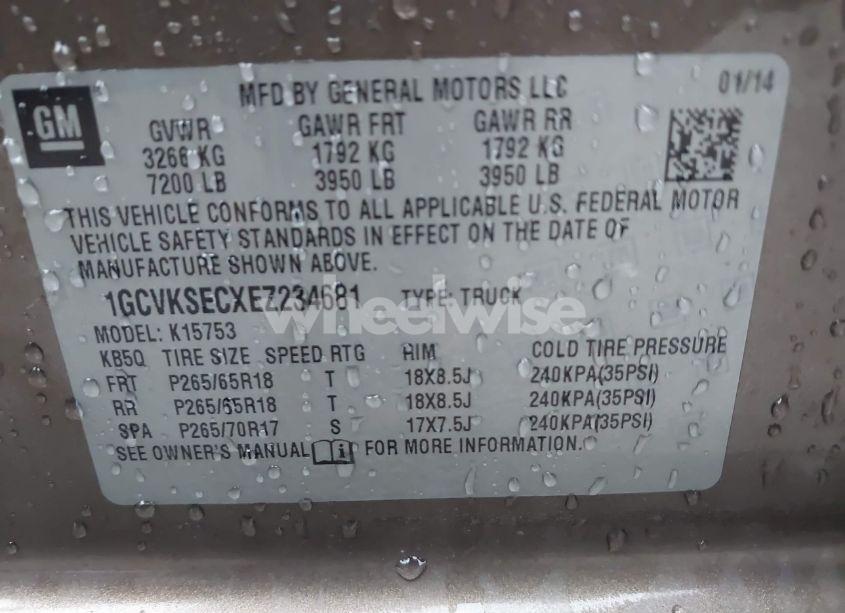 GM
MFD BY GENERAL MOTORS LLC 01/14
GVWR GAWR FRT GAWR RR
3266 KG 1792 KG 1792 KG
7200 LB 3950 LB 3950 LB
THIS VEHICLE CONFORMS TO ALL APPLICABLE U.S. FEDERAL MOTOR
VEHICLE SAFETY STANDARDS IN EFFECT ON THE DATE OF
MANUFACTURE SHOWN ABOVE.
1GCVKSECXEZ234681 TYPE: TRUCK
wheelwise.
MODEL: K15753
KB5Q TIRE SIZE SPEED RTG RIM COLD TIRE PRESSURE
FRT P265/65R18 T 18X8.5J 240KPA(35PSI)
RR P265/65R18 T 18X8.5J 240KPA(35PSI)
SPA P265/70R17 S 17X7.5J 240KPA(35PSI)
SEE OWNER'S MANUAL i FOR MORE INFORMATION.